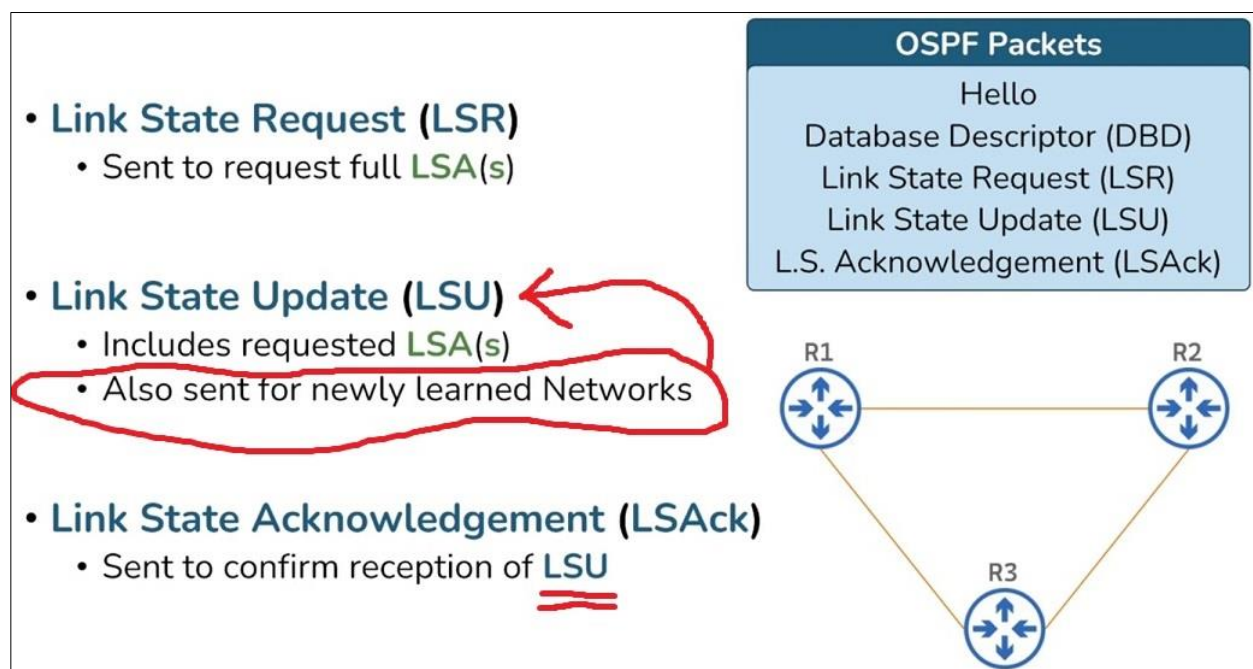 • Link State Request (LSR)
• Sent to request full LSA(s)
• Link State Update (LSU)
• Includes requested LSA(s)
• Also sent for newly learned Networks
• Link State Acknowledgement (LSAck)
• Sent to confirm reception of LSU
OSPF Packets
Hello
Database Descriptor (DBD)
Link State Request (LSR)
Link State Update (LSU)
L.S. Acknowledgement (LSAck)
R1
R2
R3